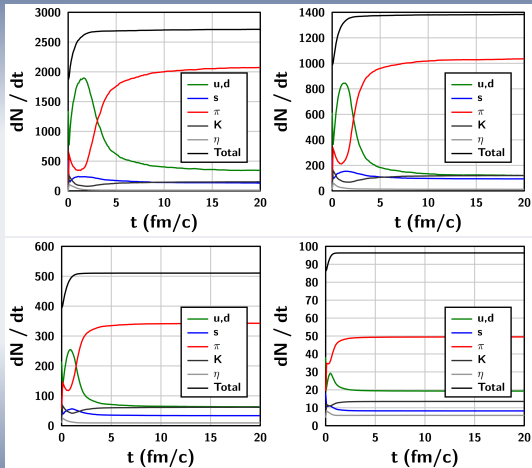 3000
2500
2000
1500
1000
500
0
dN / dt
0 5 10 15 20
t (fm/c)
u,d
s
π
K
η
Total
1400
1200
1000
800
600
400
200
0
dN / dt
0 5 10 15 20
t (fm/c)
u,d
s
π
K
η
Total
600
500
400
300
200
100
0
dN / dt
0 5 10 15 20
t (fm/c)
u,d
s
π
K
η
Total
100
90
80
70
60
50
40
30
20
10
0
dN / dt
0 5 10 15 20
t (fm/c)
u,d
s
π
K
η
Total